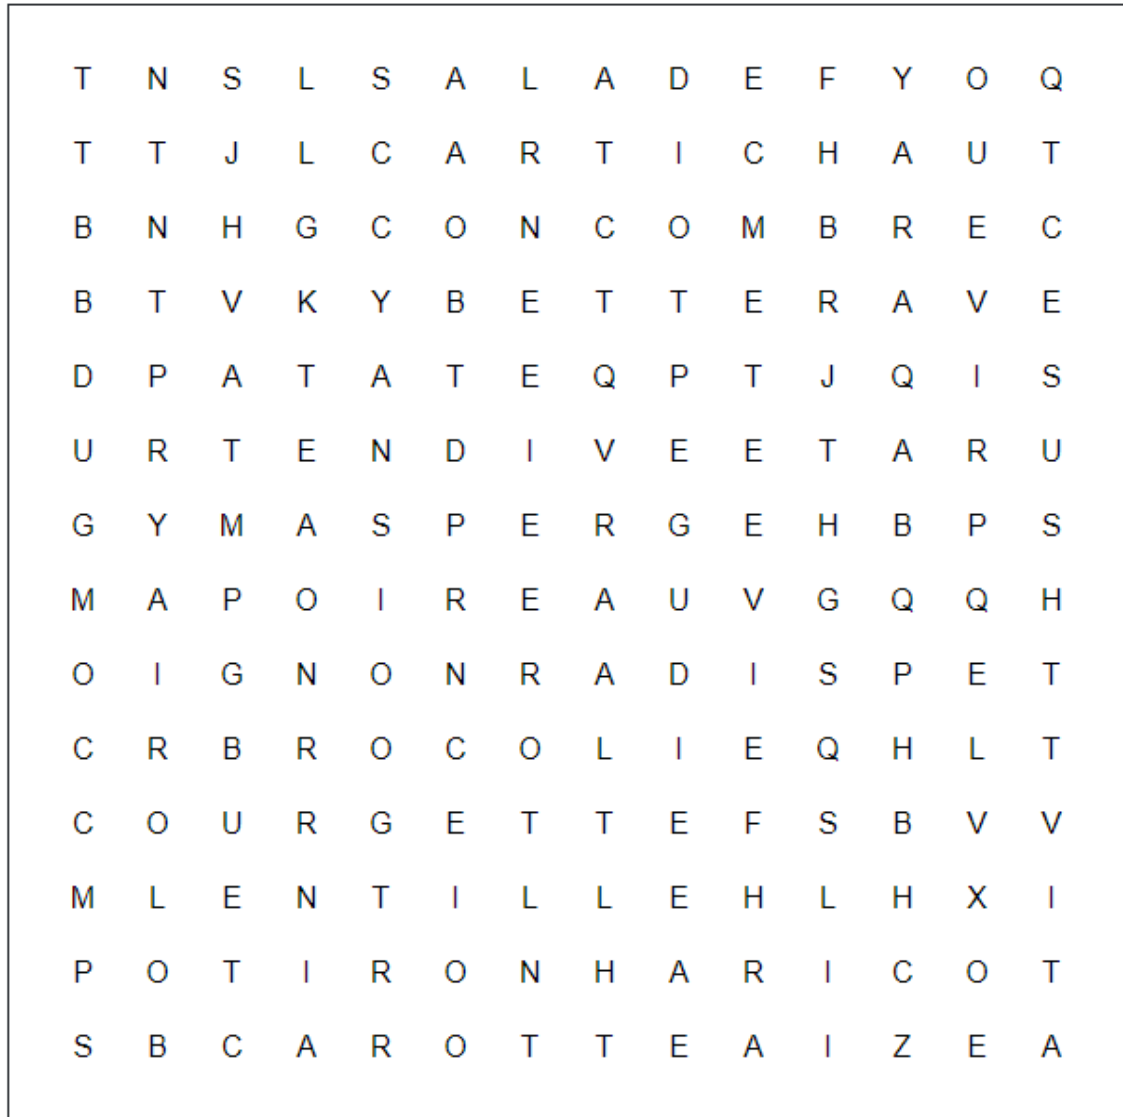 T N S L S A L A D E F Y O Q
T T J L C A R T I C H A U T
B N H G C O N C O M B R E C
B T V K Y B E T T E R A V E
D P A T A T E Q P T J Q I S
U R T E N D I V E E T A R U
G Y M A S P E R G E H B P S
M A P O I R E A U V G Q Q H
O I G N O N R A D I S P E T
C R B R O C O L I E Q H L T
C O U R G E T T E F S B V V
M L E N T I L L E H L H X I
P O T I R O N H A R I C O T
S B C A R O T T E A I Z E A